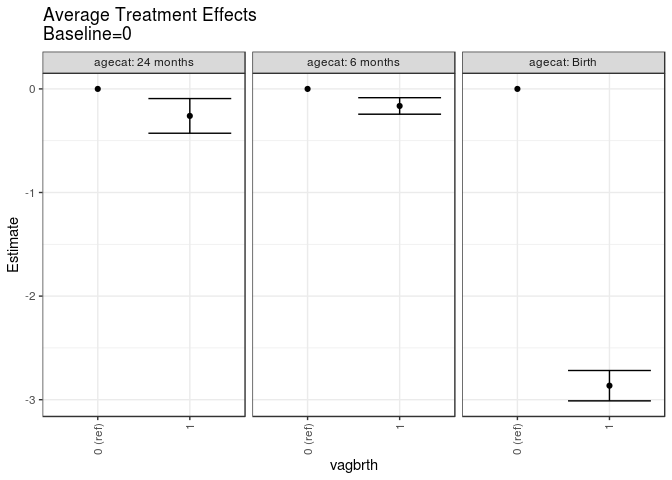 Average Treatment Effects
Baseline=0
agecat: 24 months
agecat: 6 months
agecat: Birth
Estimate
0
-1
-2
-3
0 (ref)
1
0 (ref)
1
0 (ref)
1
vagbrth